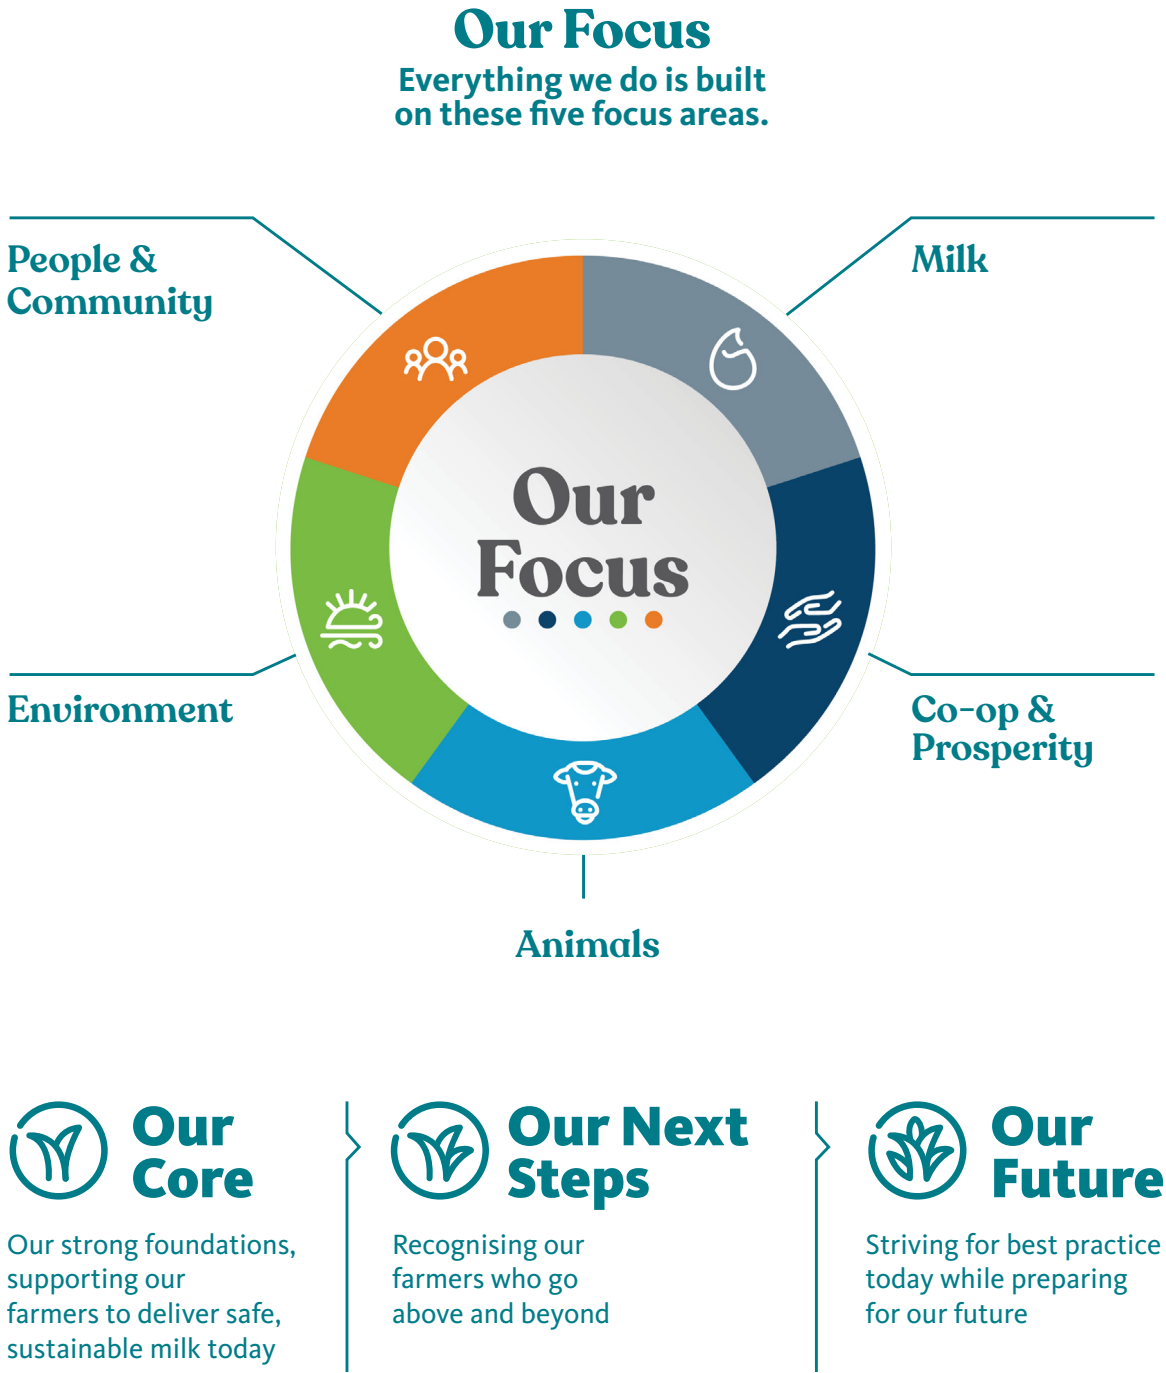 Our Focus
Everything we do is built
on these five focus areas.
People &
Community
Milk
Our
Focus
Environment
Co-op &
Prosperity
Animals
Our
Core
Our strong foundations,
supporting our
farmers to deliver safe,
sustainable milk today
Our Next
Steps
Recognising our
farmers who go
above and beyond
Our
Future
Striving for best practice
today while preparing
for our future